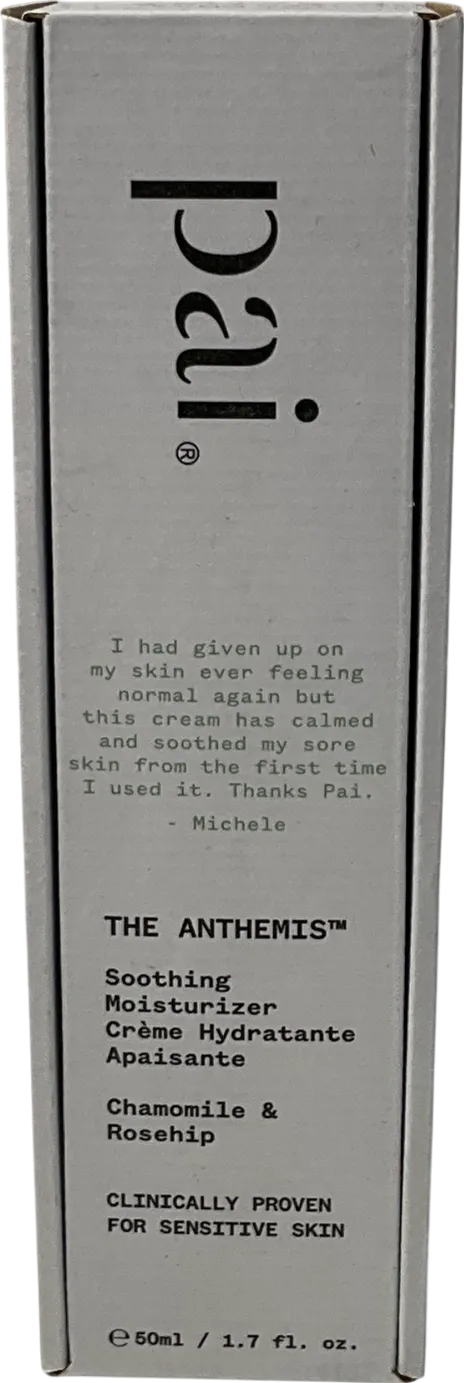 pai®
I had given up on
my skin ever feeling
normal again but
this cream has calmed
and soothed my sore
skin from the first time
I used it. Thanks Pai.
- Michele
THE ANTHEMIS™
Soothing
Moisturizer
Crème Hydratante
Apaisante
Chamomile &
Rosehip
CLINICALLY PROVEN
FOR SENSITIVE SKIN
℮50ml / 1.7 fl. oz.